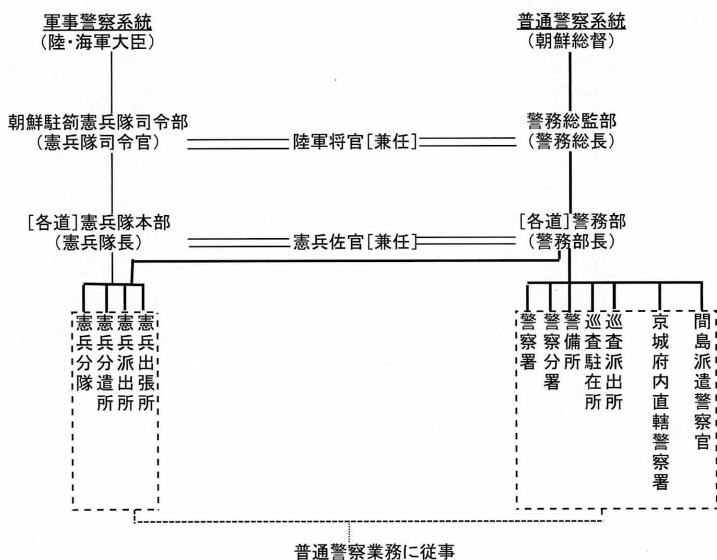 軍事警察系統
(陸・海軍大臣)
普通警察系統
(朝鮮総督)
朝鮮駐箚憲兵隊司令部
(憲兵司令官)
陸軍将官[兼任]
警務総監部
(警務総長)
[各道]憲兵隊本部
(憲兵隊長)
憲兵佐官[兼任]
[各道]警務部
(警務部長)
憲兵分隊
憲兵分遣所
憲兵派出所
憲兵出張所
警察署
警察分署
警備所
巡査駐在所
巡査派出所
京城府内直轄警察署
間島派遣警察官
普通警察業務に従事